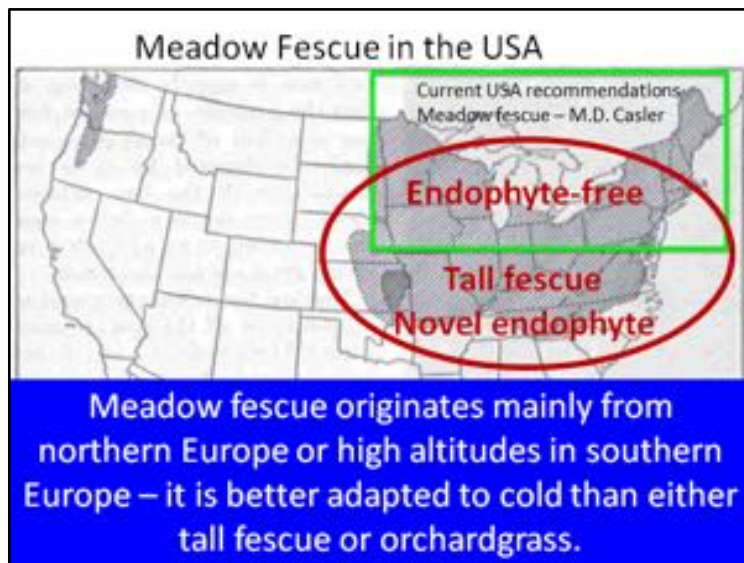 Meadow Fescue in the USA
Current USA recommendations
Meadow fescue – M.D. Casler
Endophyte-free
Tall fescue
Novel endophyte
Meadow fescue originates mainly from
northern Europe or high altitudes in southern
Europe – it is better adapted to cold than either
tall fescue or orchardgrass.